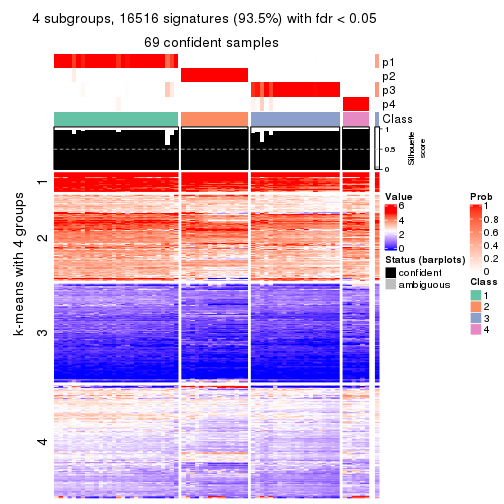 4 subgroups, 16516 signatures (93.5%) with fdr < 0.05
69 confident samples
p1
p2
p3
p4
Class
1
0.5
0
Silhouette
score
k-means with 4 groups
1
2
3
4
Value
6
4
2
0
Status (barplots)
confident
ambiguous
Prob
1
0.8
0.6
0.4
0.2
0
Class
1
2
3
4